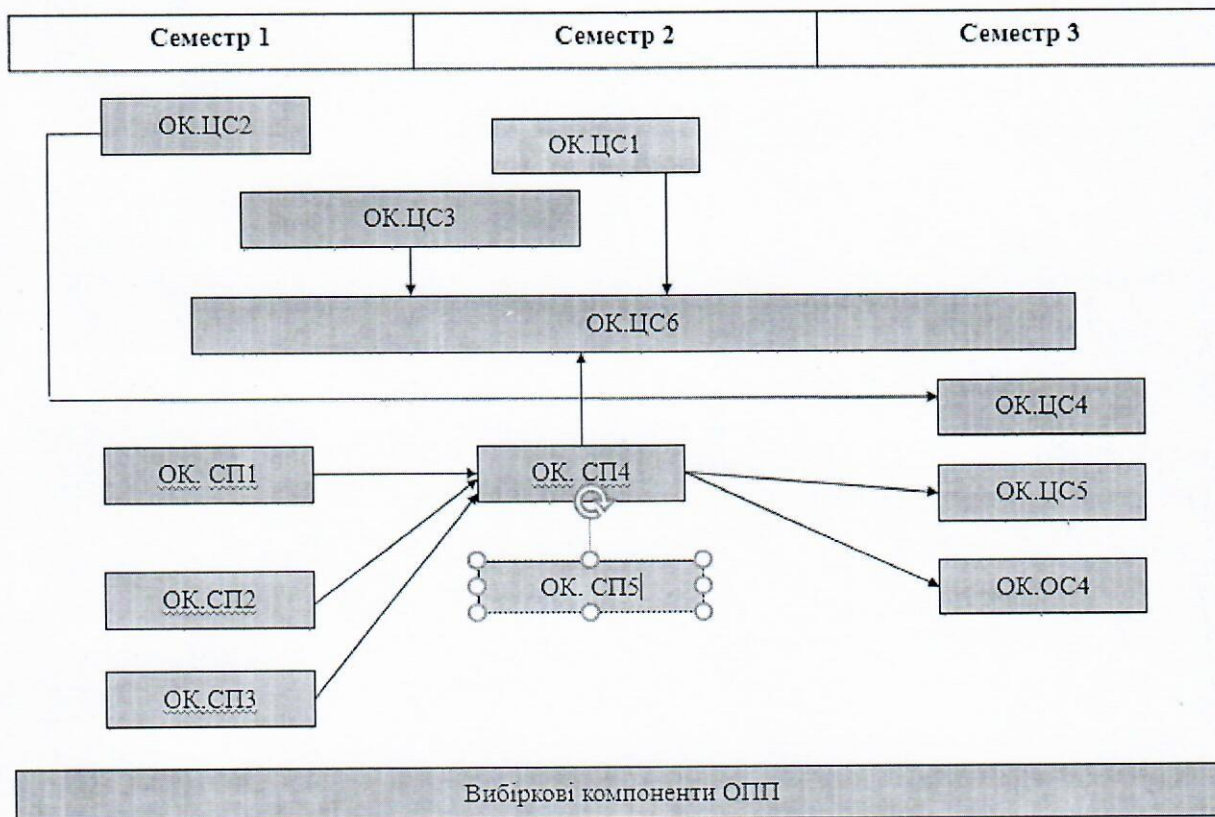 Семестр 1
Семестр 2
Семестр 3
ОК.ЦС2
ОК.ЦС1
ОК.ЦС3
ОК.ЦС6
ОК.ЦС4
ОК. СП1
ОК. СП4
ОК.ЦС5
ОК. СП5
ОК.ОС4
ОК.СП2
ОК.СП3
Вибіркові компоненти ОПП